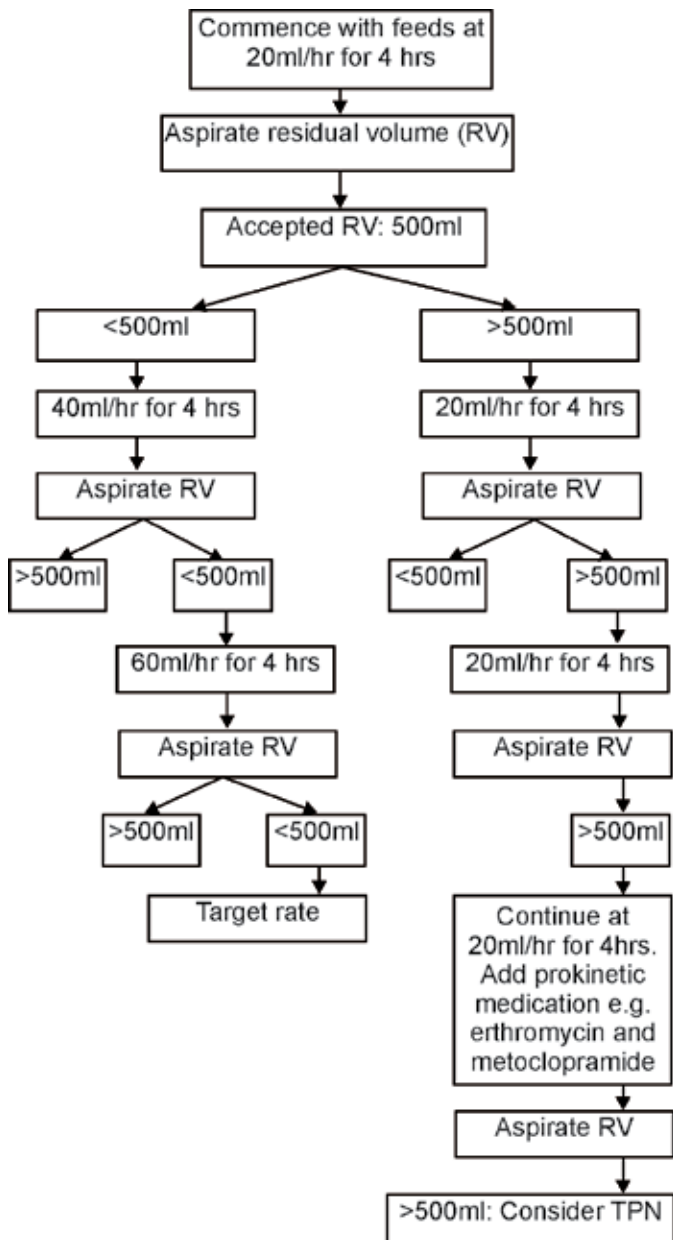 Commence with feeds at
20ml/hr for 4 hrs
Aspirate residual volume (RV)
Accepted RV: 500ml
<500ml
>500ml
40ml/hr for 4 hrs
20ml/hr for 4 hrs
Aspirate RV
Aspirate RV
>500ml
<500ml
<500ml
>500ml
60ml/hr for 4 hrs
20ml/hr for 4 hrs
Aspirate RV
Aspirate RV
>500ml
<500ml
>500ml
Target rate
Continue at
20ml/hr for 4hrs.
Add prokinetic
medication e.g.
erthromycin and
metoclopramide
Aspirate RV
>500ml: Consider TPN